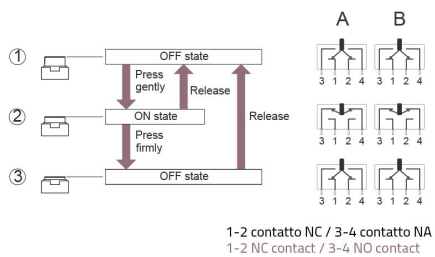 A B
① OFF state
Press
gently
Release
② ON state
Release
Press
firmly
③ OFF state
3 1 2 4 3 1 2 4
3 1 2 4 3 1 2 4
3 1 2 4 3 1 2 4
1-2 contatto NC / 3-4 contatto NA
1-2 NC contact / 3-4 NO contact